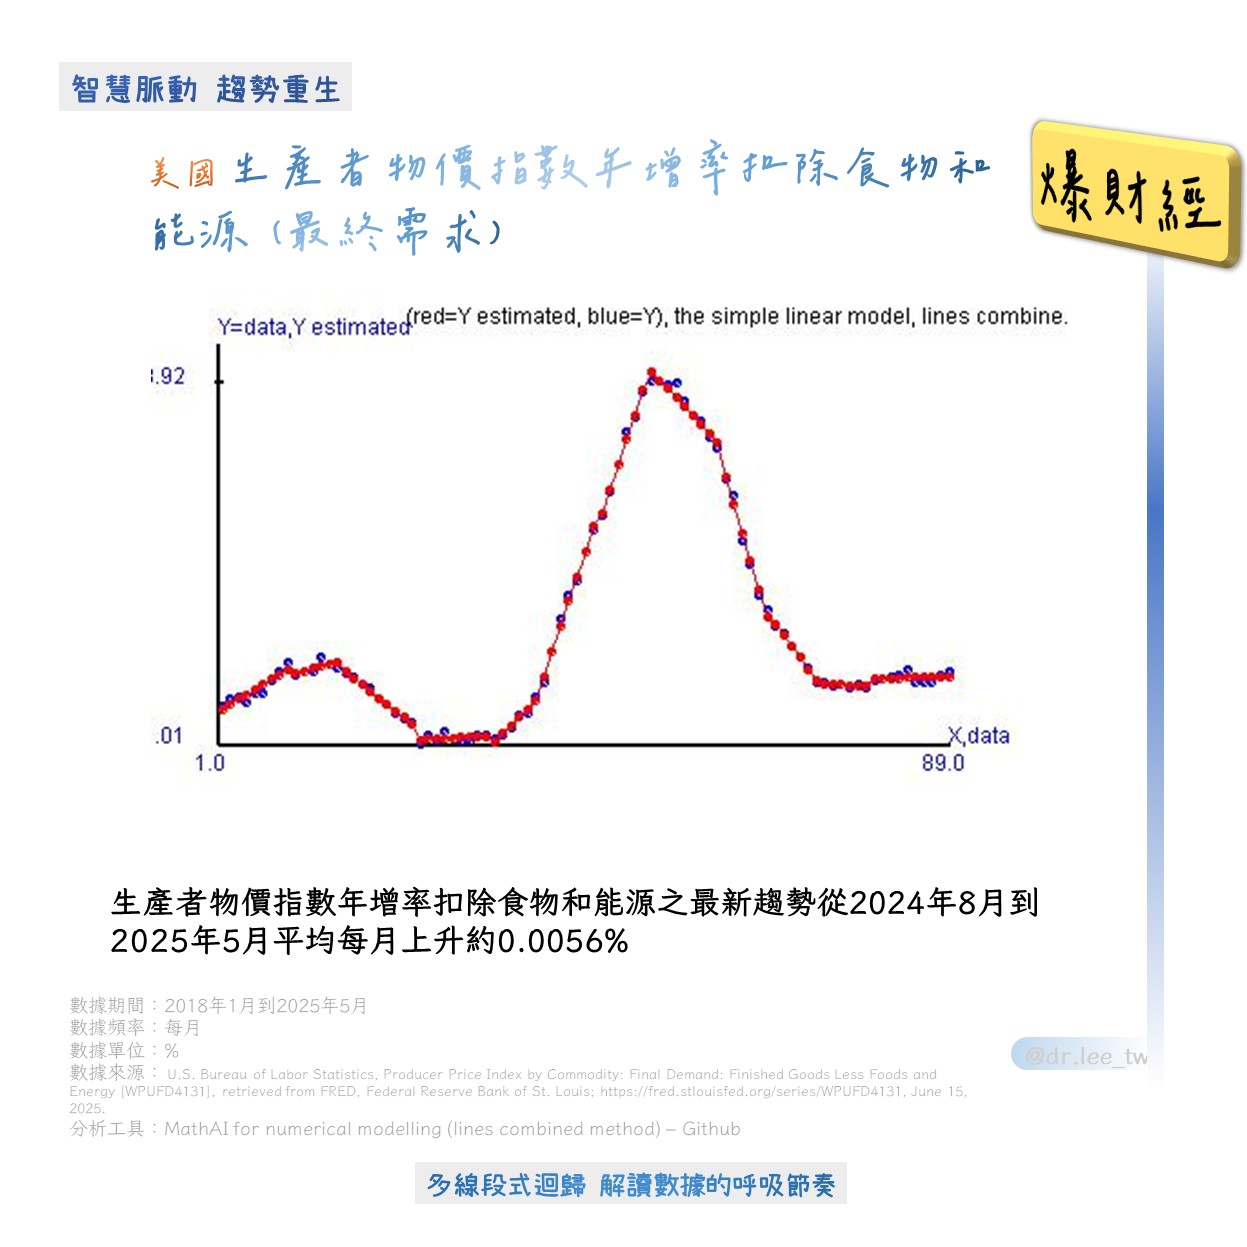 智慧脈動 趨勢重生
美國生產者物價指數年增率扣除食物和
能源(最終需求)
爆財經
Y=data,Y estimated(red=Y estimated, blue=Y), the simple linear model, lines combine.
.92
.01
X,data
1.0
89.0
生產者物價指數年增率扣除食物和能源之最新趨勢從2024年8月到
2025年5月平均每月上升約0.0056%
數據期間：2018年1月到2025年5月
數據頻率：每月
數據單位：%
@dr.lee_tw
數據來源： U.S. Bureau of Labor Statistics, Producer Price Index by Commodity: Final Demand: Finished Goods Less Foods and
Energy [WPUFD4131], retrieved from FRED, Federal Reserve Bank of St. Louis; https://fred.stlouisfed.org/series/WPUFD4131, June 15,
2025.
分析工具：MathAI for numerical modelling (lines combined method) – Github
多線段式迴歸 解讀數據的呼吸節奏